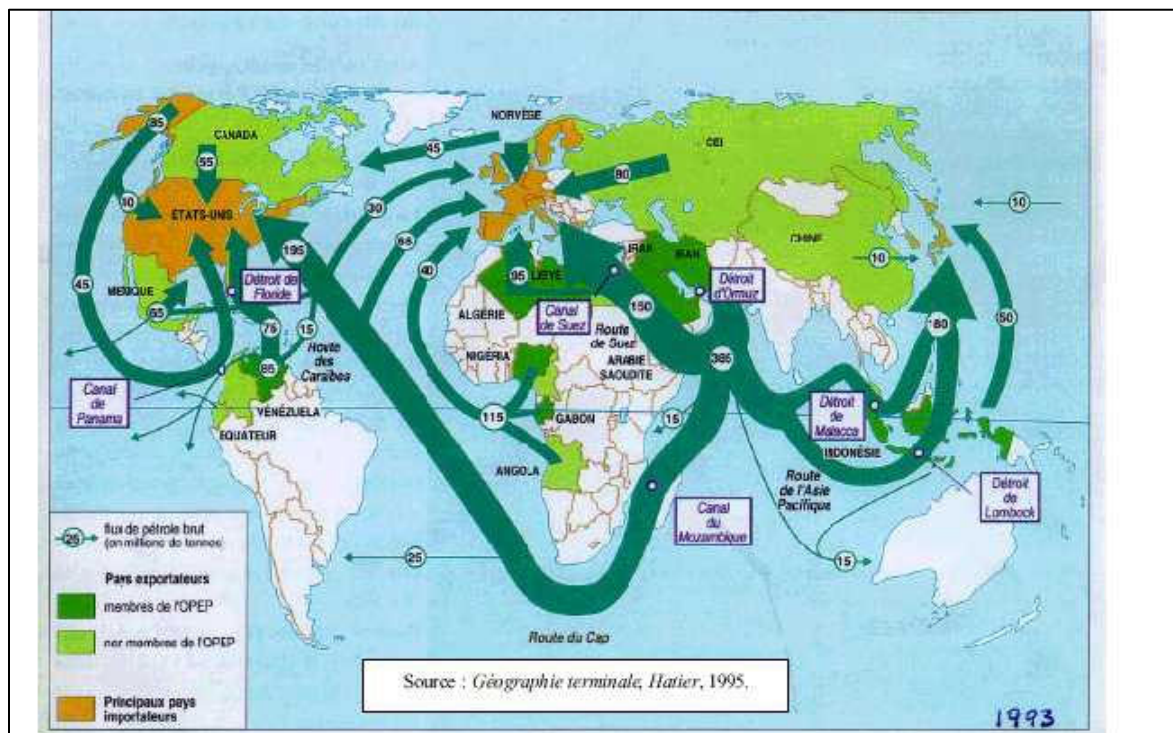 NORVÈGE
85
CANADA
CEI
45
55
80
30
10
10
ÉTATS-UNIS
65
CHINE
195
IRAK
IRAN
10
40
LIBYE
95
45
Détroit de
Floride
Détroit
d'Ormuz
50
MEXIQUE
Canal
de Suez
150
180
65
ALGÉRIE
75
15
Route
de Suez
Route
des
Caraïbes
NIGÉRIA
ARABIE
SAOUDITE
385
85
Canal
de
Panama
VÉNÉZUELA
115
GABON
15
Détroit
de
Malacca
EQUATEUR
INDONÉSIE
ANGOLA
Route
de l'Asie
Pacifique
Détroit
de
Lombock
Canal
du
Mozambique
25
flux de pétrole brut
(en millions de tonnes)
25
15
Pays exportateurs
membres de l'OPEP
non membres de l'OPEP
Route du Cap
Source : Géographie terminale, Hatier, 1995.
Principaux pays
importateurs
1993